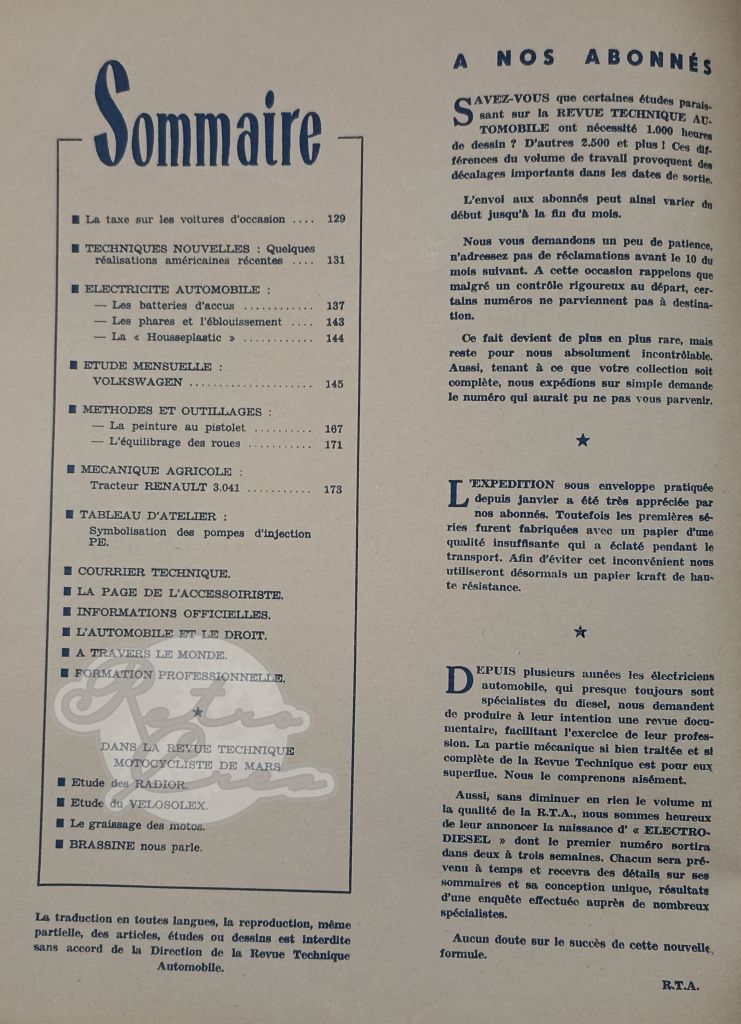 Sommaire
■ La taxe sur les voitures d'occasion .... 129
■ TECHNIQUES NOUVELLES : Quelques
réalisations américaines récentes .... 131
■ ELECTRICITE AUTOMOBILE :
— Les batteries d'accus ............ 137
— Les phares et l'éblouissement .... 143
— La « Housseplastic » ............ 144
■ ETUDE MENSUELLE :
VOLKSWAGEN ..................... 145
■ METHODES ET OUTILLAGES :
— La peinture au pistolet .......... 167
— L'équilibrage des roues ........... 171
■ MECANIQUE AGRICOLE :
Tracteur RENAULT 3.041 ........... 173
■ TABLEAU D'ATELIER :
Symbolisation des pompes d'injection
PE.
■ COURRIER TECHNIQUE.
■ LA PAGE DE L'ACCESSOIRISTE.
■ INFORMATIONS OFFICIELLES.
■ L'AUTOMOBILE ET LE DROIT.
■ A TRAVERS LE MONDE.
■ FORMATION PROFESSIONNELLE.
★
DANS LA REVUE TECHNIQUE
MOTOCYCLISTE DE MARS
■ Etude des RADIOR.
■ Etude du VELOSOLEX.
■ Le graissage des motos.
■ BRASSINE nous parle.
La traduction en toutes langues, la reproduction, même
partielle, des articles, études ou dessins est interdite
sans accord de la Direction de la Revue Technique
Automobile.
A NOS ABONNÉS
SAVEZ-VOUS que certaines études parais-
sant sur la REVUE TECHNIQUE AU-
TOMOBILE ont nécessité 1.000 heures
de dessin ? D'autres 2.500 et plus ! Ces dif-
férences du volume de travail provoquent des
décalages importants dans les dates de sortie.
L'envoi aux abonnés peut ainsi varier du
début jusqu'à la fin du mois.
Nous vous demandons un peu de patience,
n'adressez pas de réclamations avant le 10 du
mois suivant. A cette occasion rappelons que
malgré un contrôle rigoureux au départ, cer-
tains numéros ne parviennent pas à destina-
tion.
Ce fait devient de plus en plus rare, mais
reste pour nous absolument incontrôlable.
Aussi, tenant à ce que votre collection soit
complète, nous expédions sur simple demande
le numéro qui aurait pu ne pas vous parvenir.
★
L'EXPEDITION sous enveloppe pratiquée
depuis janvier a été très appréciée par
nos abonnés. Toutefois les premières sé-
ries furent fabriquées avec un papier d'une
qualité insuffisante qui a éclaté pendant le
transport. Afin d'éviter cet inconvénient nous
utiliseront désormais un papier kraft de hau-
te résistance.
★
DEPUIS plusieurs années les électriciens
automobile, qui presque toujours sont
spécialistes du diesel, nous demandent
de produire à leur intention une revue docu-
mentaire, facilitant l'exercice de leur profes-
sion. La partie mécanique si bien traitée et si
complète de la Revue Technique est pour eux
superflue. Nous le comprenons aisément.
Aussi, sans diminuer en rien le volume ni
la qualité de la R.T.A., nous sommes heureux
de leur annoncer la naissance d' « ELECTRO-
DIESEL » dont le premier numéro sortira
dans deux à trois semaines. Chacun sera pré-
venu à temps et recevra des détails sur ses
sommaires et sa conception unique, résultats
d'une enquête effectuée auprès de nombreux
spécialistes.
Aucun doute sur le succès de cette nouvelle
formule.
R.T.A.
Retro